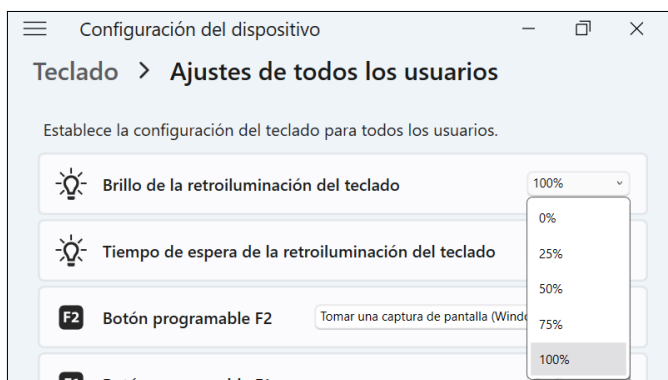 Configuración del dispositivo
Teclado > Ajustes de todos los usuarios
Establece la configuración del teclado para todos los usuarios.
Brillo de la retroiluminación del teclado 100%
0%
Tiempo de espera de la retroiluminación del teclado 25%
50%
F2 Botón programable F2 Tomar una captura de pantalla (Windo
75%
100%